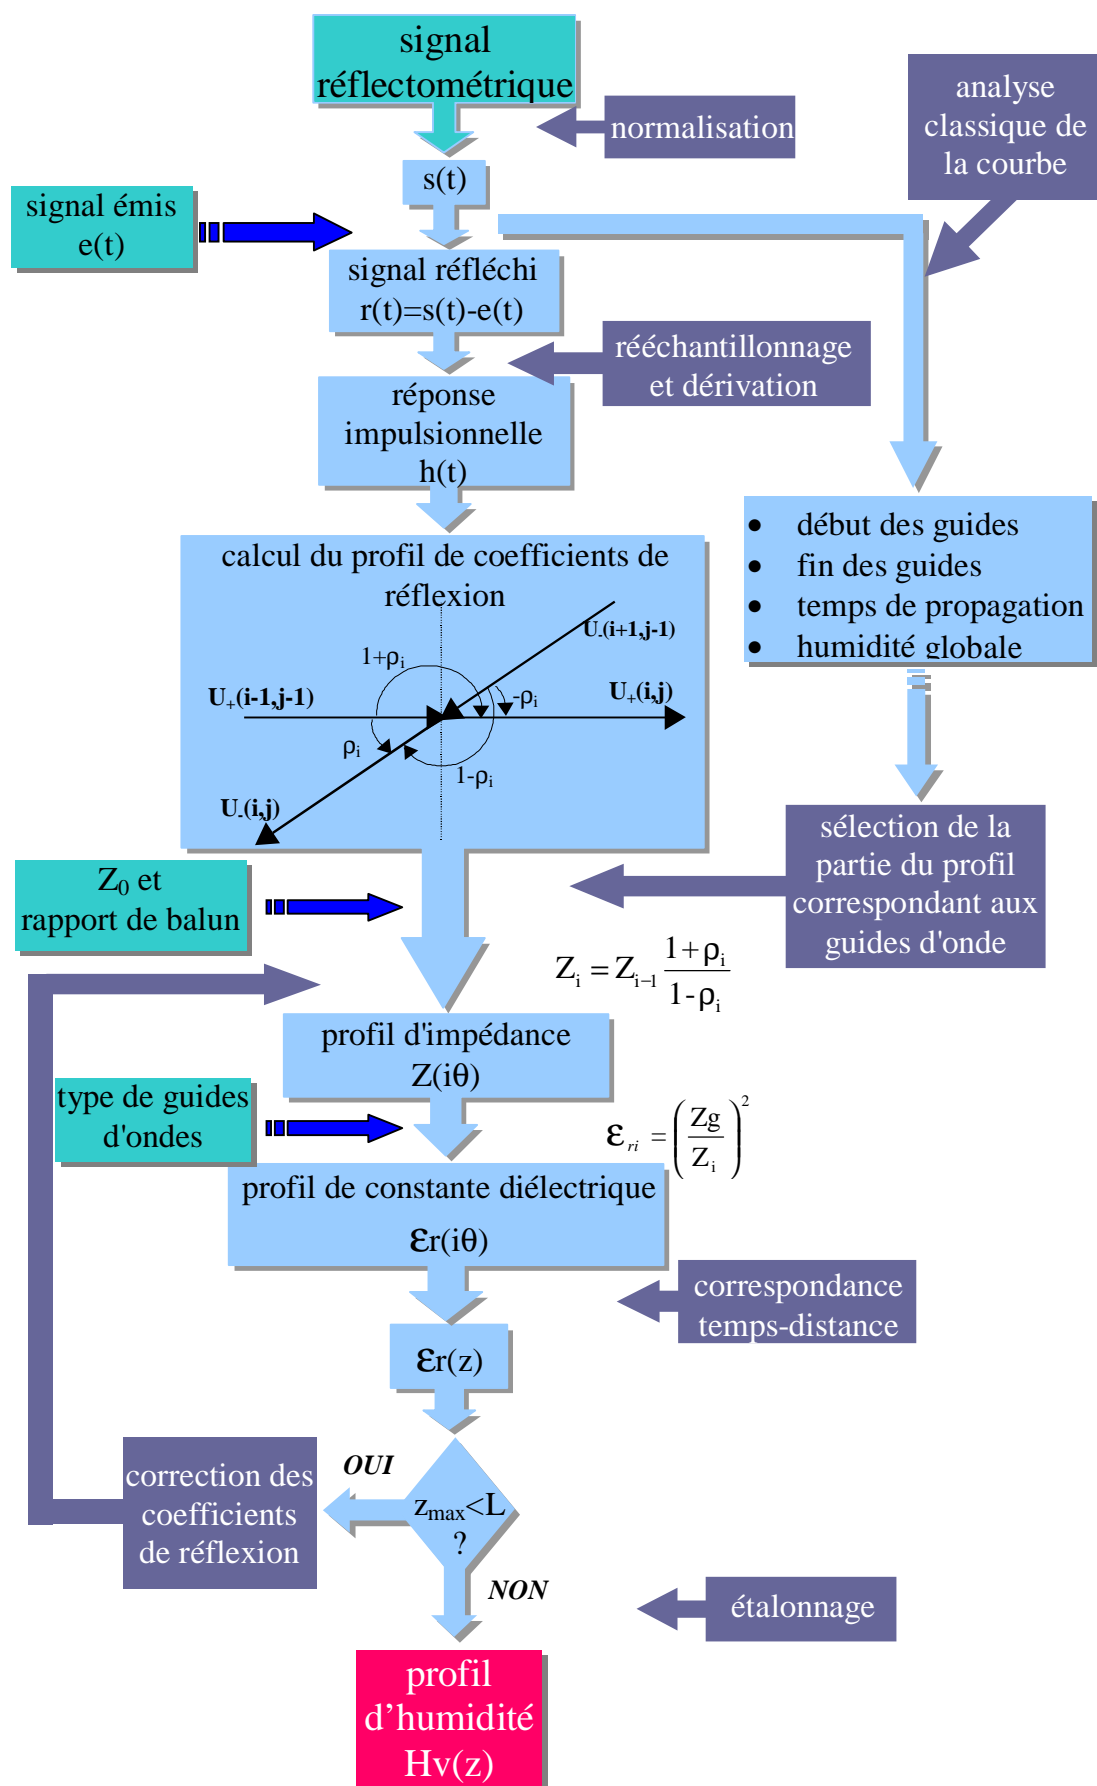 signal
réflectométrique
normalisation
analyse
classique de
la courbe
s(t)
signal émis
e(t)
signal réfléchi
r(t)=s(t)-e(t)
rééchantillonnage
et dérivation
réponse
impulsionnelle
h(t)
• début des guides
• fin des guides
• temps de propagation
• humidité globale
calcul du profil de coefficients de
réflexion
U-(i+1,j-1)
1+ρi
-ρi
U+(i-1,j-1)
U+(i,j)
ρi
1-ρi
U-(i,j)
sélection de la
partie du profil
correspondant aux
guides d'onde
Z0 et
rapport de balun
Zi = Zi−1 (1+ρi)/(1-ρi)
profil d'impédance
Z(iθ)
type de guides
d'ondes
εri = (Zg/Zi)²
profil de constante diélectrique
εr(iθ)
correspondance
temps-distance
εr(z)
OUI
correction des
coefficients
de réflexion
zmax<L
?
NON
étalonnage
profil
d’humidité
Hv(z)